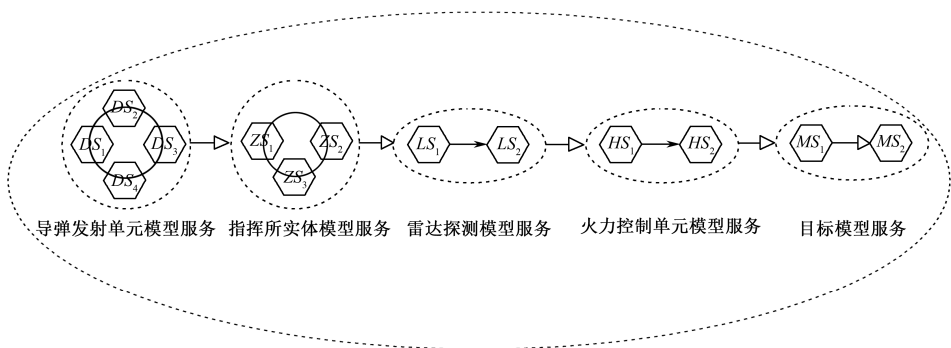 DS₂
DS₁ DS₃
DS₄
ZS₁ ZS₂
ZS₃
LS₁ LS₂
HS₁ HS₂
MS₁ MS₂
导弹发射单元模型服务
指挥所实体模型服务
雷达探测模型服务
火力控制单元模型服务
目标模型服务